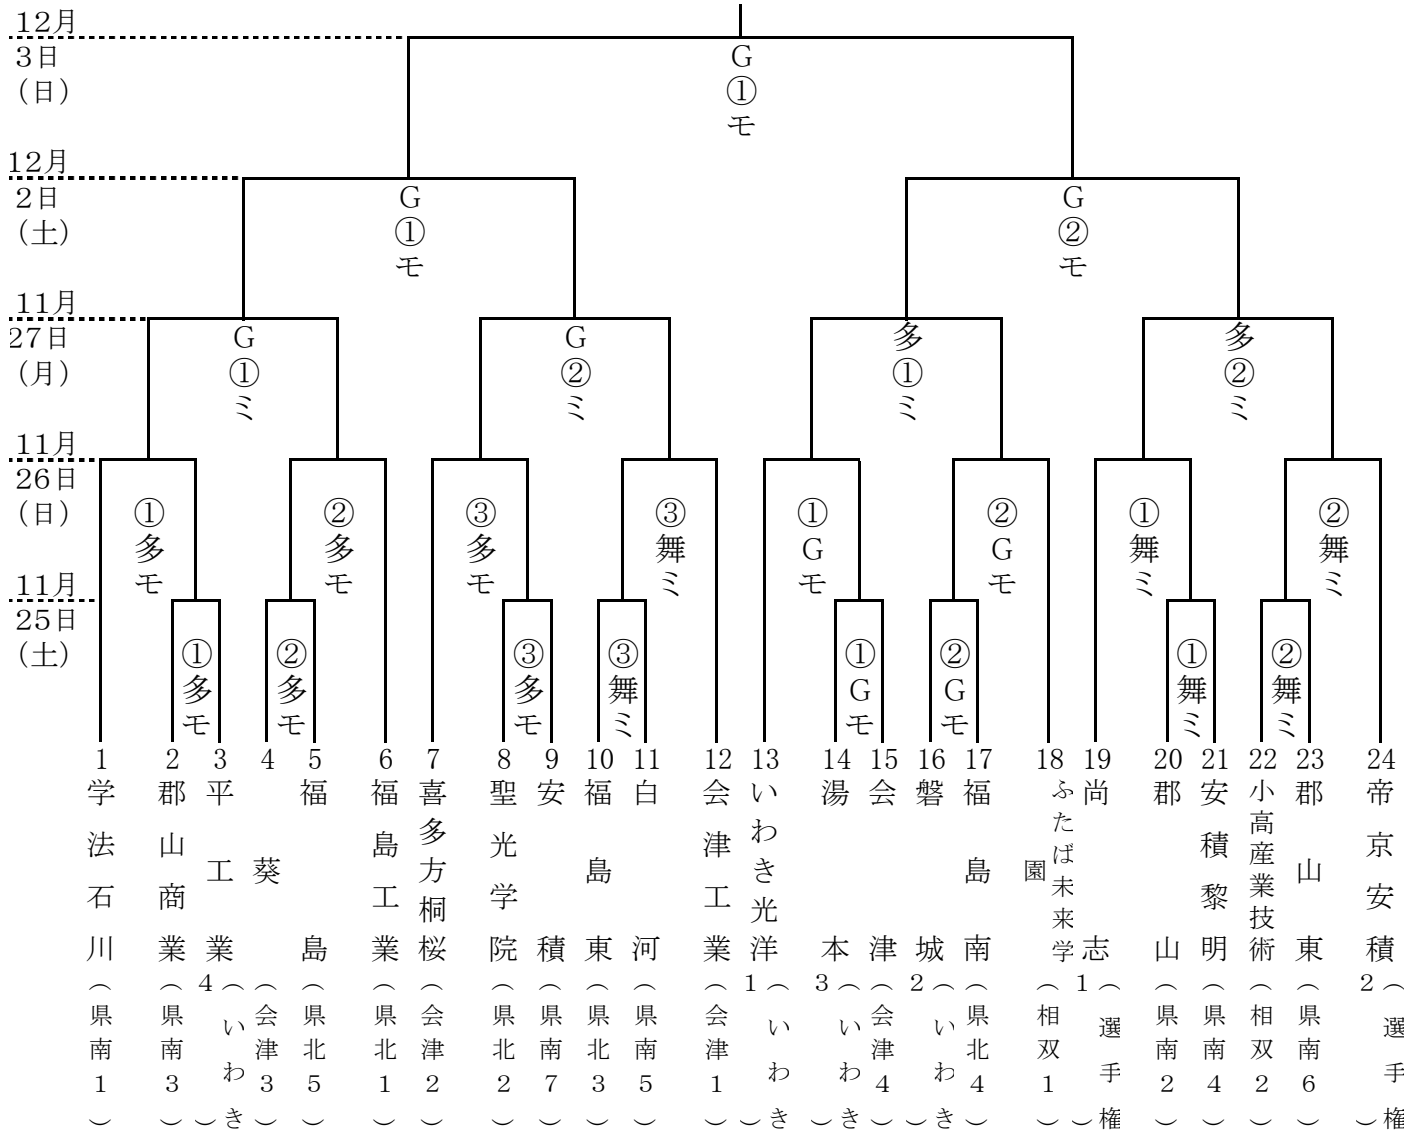 12月
3日
(日)
G①モ
12月
2日
(土)
G①モ
G②モ
11月
27日
(月)
G①ミ
G②ミ
多①ミ
多②ミ
11月
26日
(日)
①多モ
②多モ
③多モ
③舞ミ
①Gモ
②Gモ
①舞ミ
②舞ミ
11月
25日
(土)
①多モ
②多モ
③多モ
③舞ミ
①Gモ
②Gモ
①舞ミ
②舞ミ
1 学法石川(県南1)
2 郡山商業(県南3)
3 平工業(いわき4)
4 葵(会津3)
5 福島(県北5)
6 福島工業(県北1)
7 喜多方桐桜(会津2)
8 聖光学院(県北2)
9 安積(県南7)
10 福島東(県北3)
11 白河(県南5)
12 会津工業(会津1)
13 いわき光洋(いわき1)
14 湯本(いわき3)
15 会津(会津4)
16 磐城(いわき2)
17 福島南(県北4)
18 ふたば未来学園(相双1)
19 尚志(選手権1)
20 郡山(県南2)
21 安積黎明(県南4)
22 小高産業技術(相双2)
23 郡山東(県南6)
24 帝京安積(選手権2)